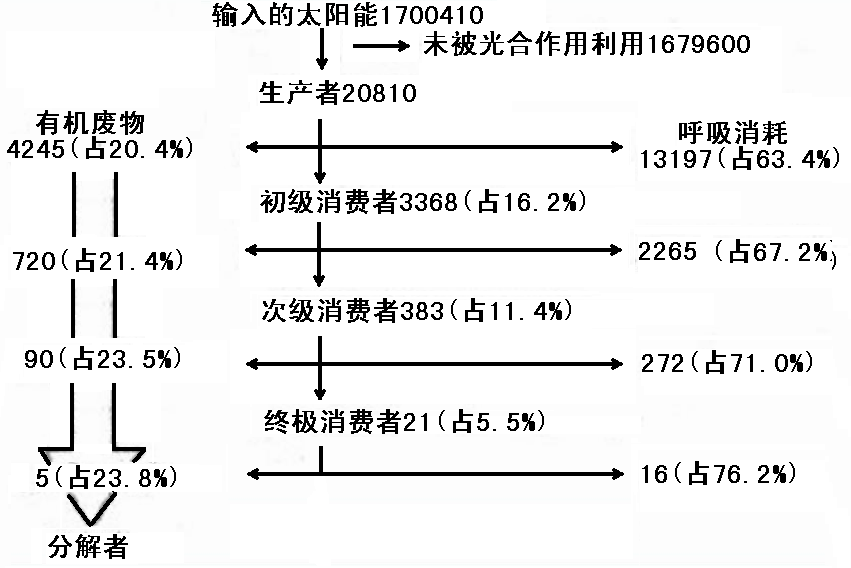 输入的太阳能1700410
未被光合作用利用1679600
生产者20810
有机废物
4245(占20.4%)
呼吸消耗
13197(占63.4%)
初级消费者3368(占16.2%)
720(占21.4%)
2265 (占67.2%)
次级消费者383(占11.4%)
90(占23.5%)
272(占71.0%)
终极消费者21(占5.5%)
5(占23.8%)
16(占76.2%)
分解者